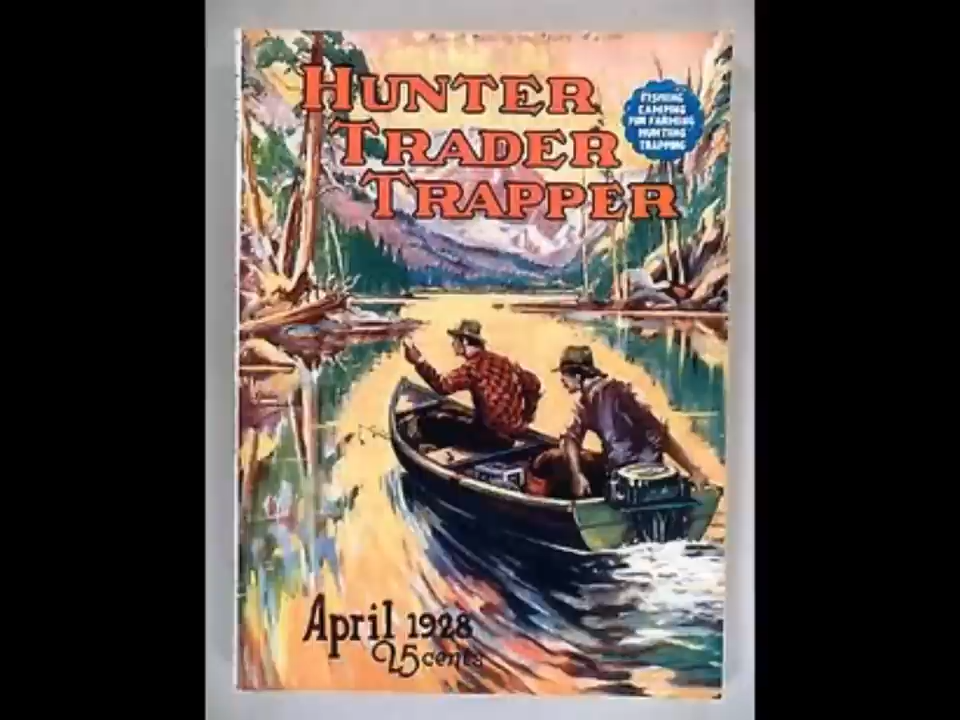 HUNTER
TRADER
TRAPPER
FISHING
CAMPING
FUR FARMING
HUNTING
TRAPPING
April 1928
25 cents